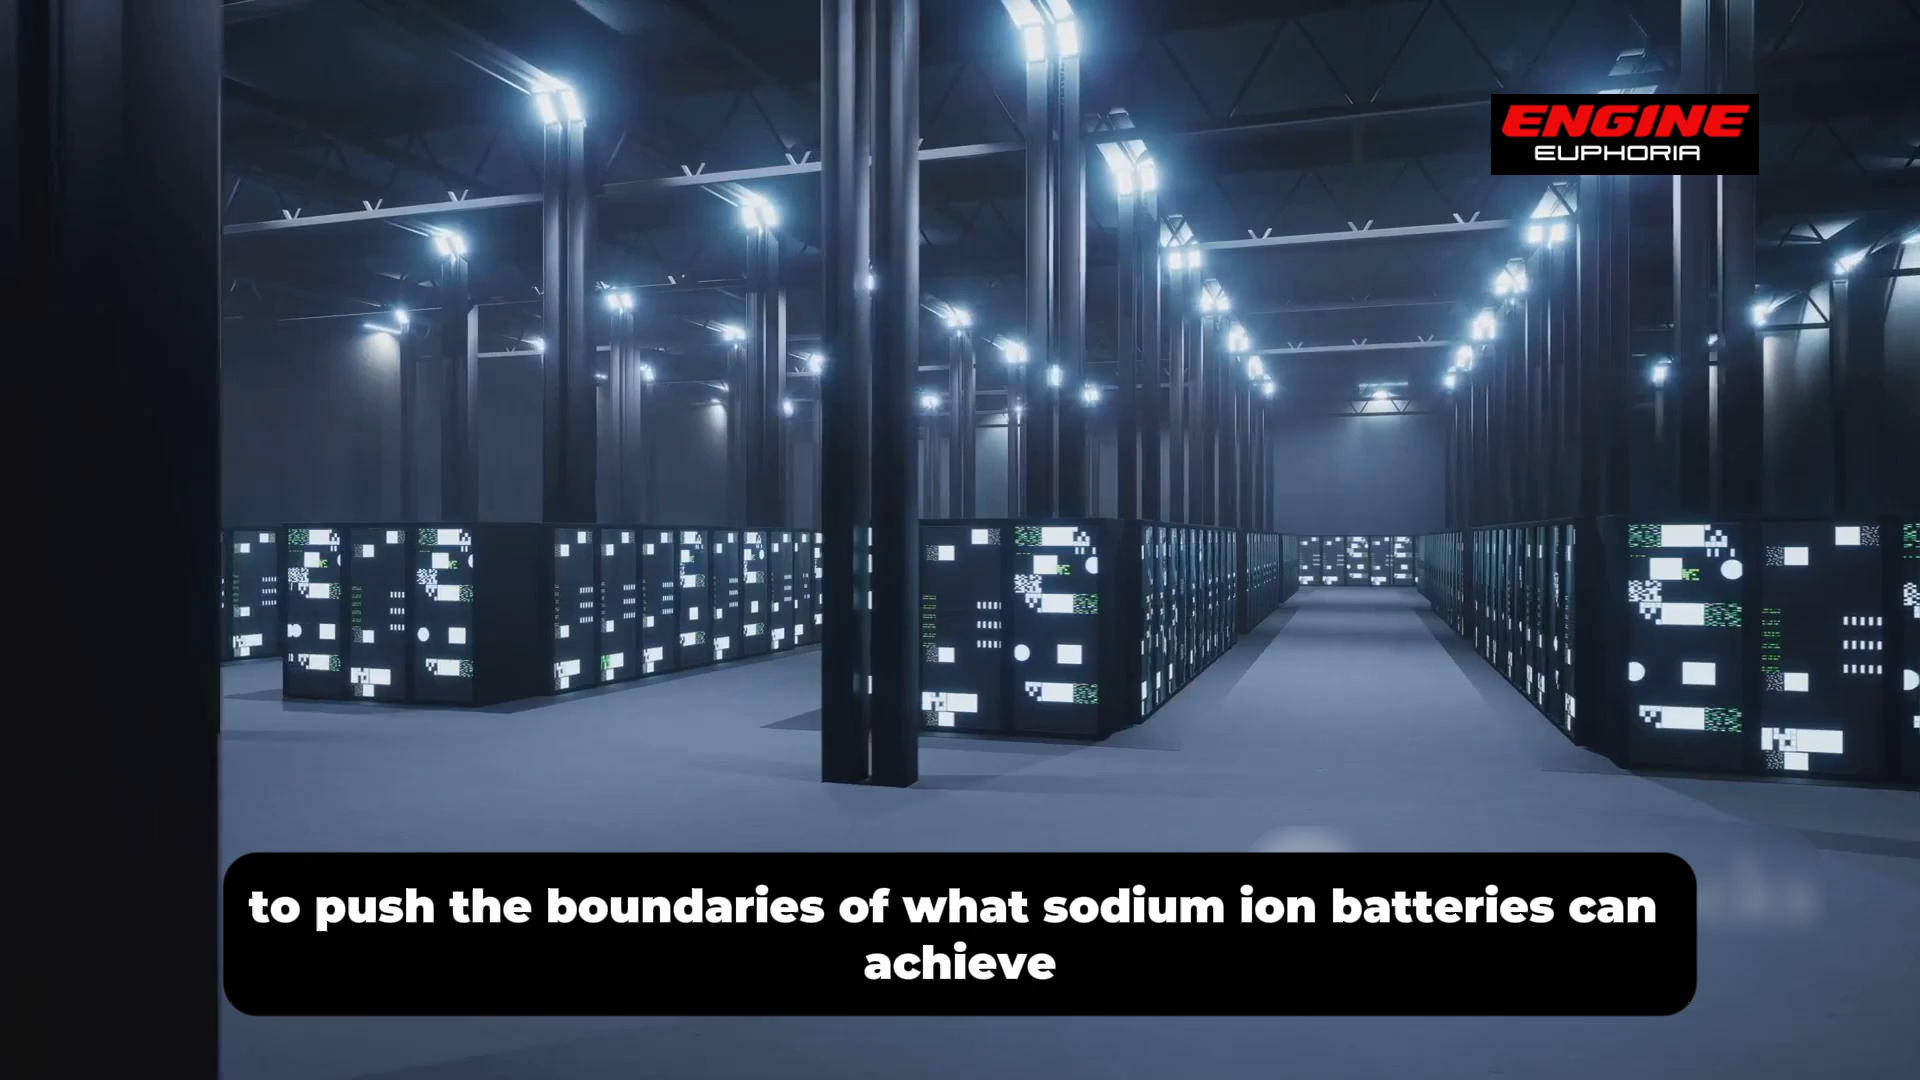 ENGINE
EUPHORIA
to push the boundaries of what sodium ion batteries can
achieve